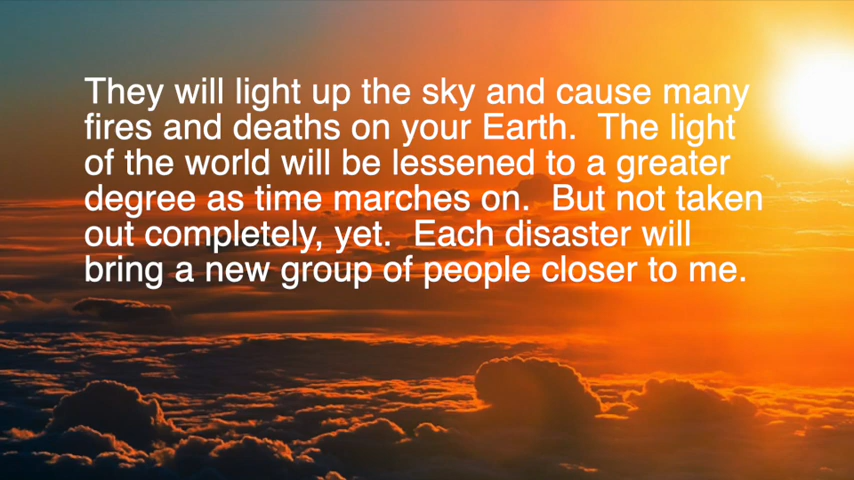 They will light up the sky and cause many
fires and deaths on your Earth.  The light
of the world will be lessened to a greater
degree as time marches on.  But not taken
out completely, yet.  Each disaster will
bring a new group of people closer to me.